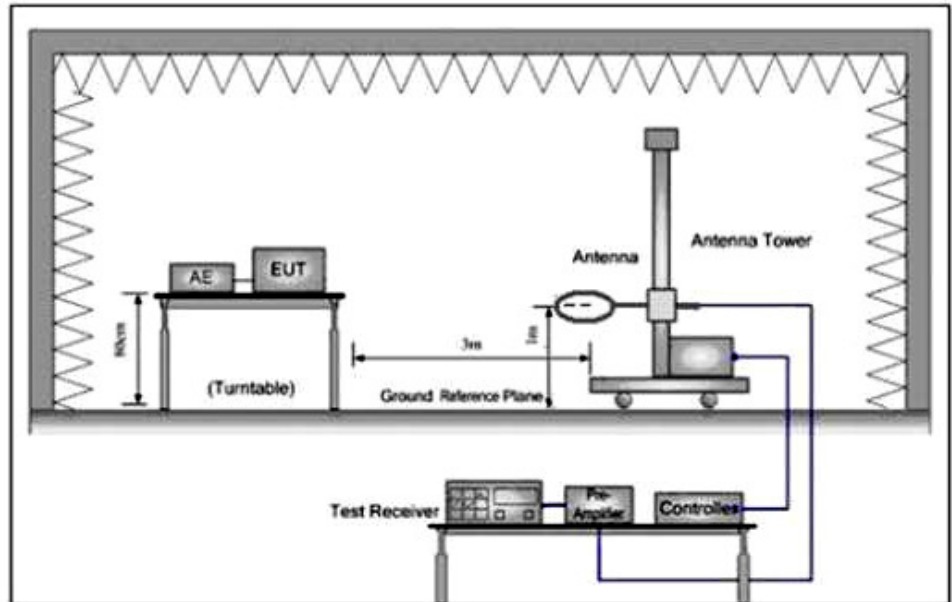 Antenna
Antenna Tower
AE
EUT
80cm
3m
1m
(Turntable)
Ground Reference Plane
Test Receiver
Pre-
Amplifier
Controller